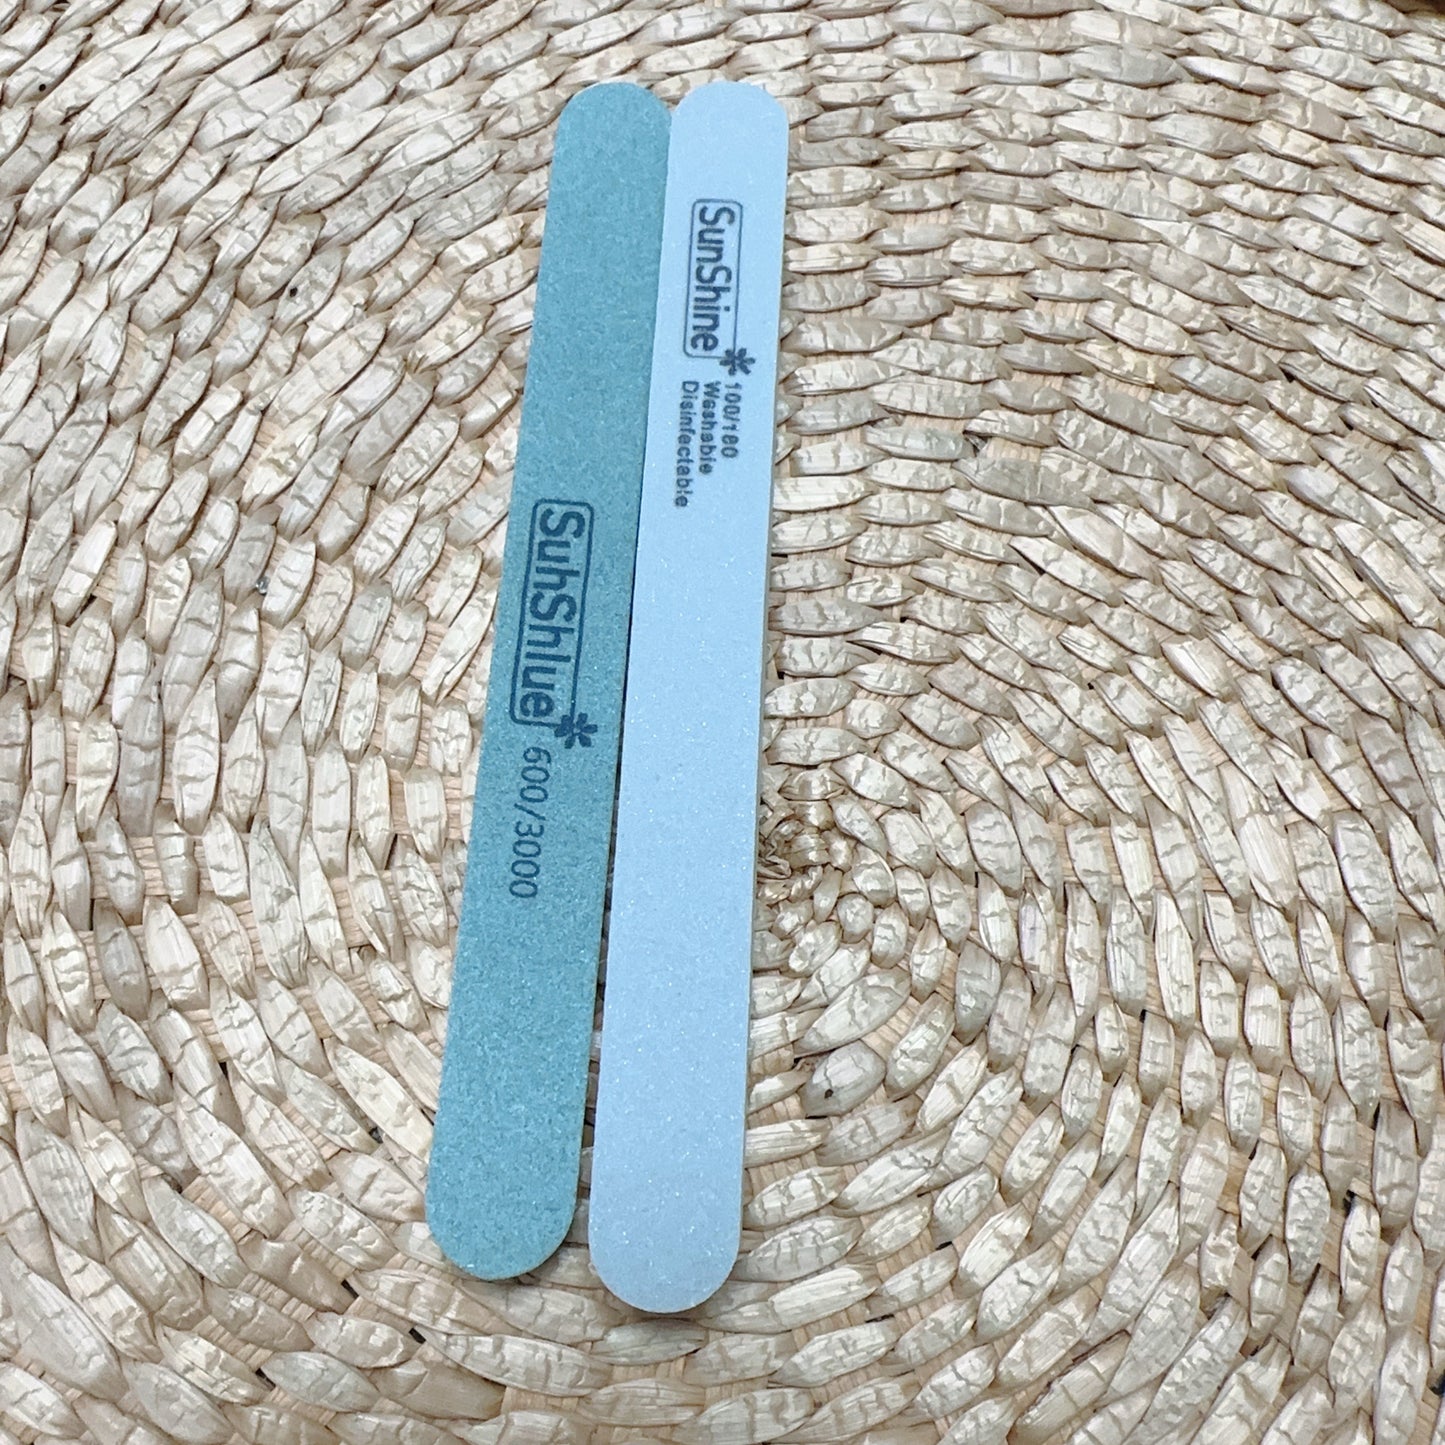 SuhShlue
600/3000
SunShine
100/180
Washable
Disinfectable